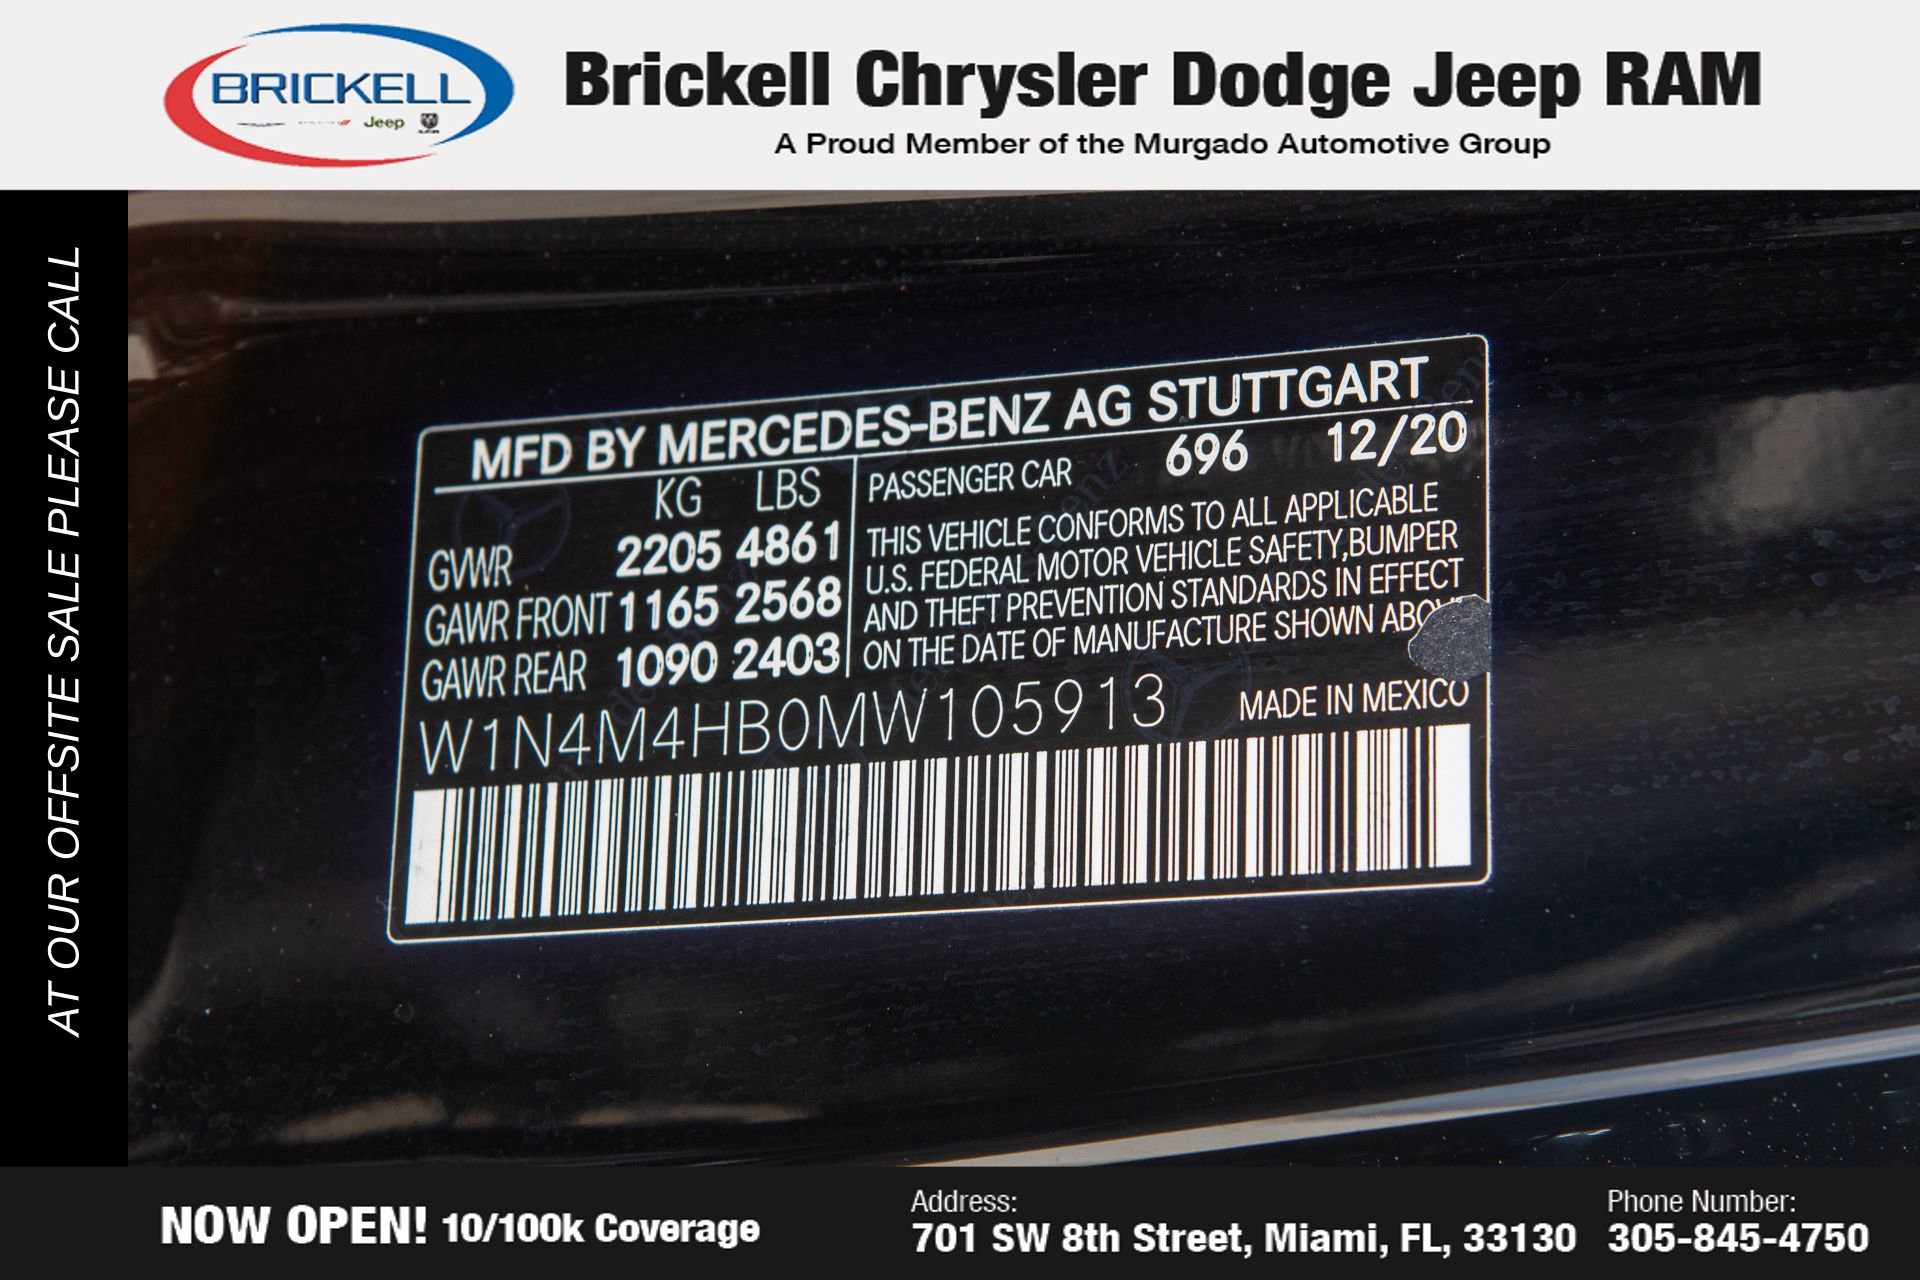 BRICKELL
Jeep
Brickell Chrysler Dodge Jeep RAM
A Proud Member of the Murgado Automotive Group
AT OUR OFFSITE SALE PLEASE CALL
MFD BY MERCEDES-BENZ AG STUTTGART
KG LBS
GVWR 2205 4861
GAWR FRONT 1165 2568
GAWR REAR 1090 2403
PASSENGER CAR 696 12/20
THIS VEHICLE CONFORMS TO ALL APPLICABLE
U.S. FEDERAL MOTOR VEHICLE SAFETY,BUMPER
AND THEFT PREVENTION STANDARDS IN EFFECT
ON THE DATE OF MANUFACTURE SHOWN ABOVE
W1N4M4HB0MW105913
MADE IN MEXICO
NOW OPEN! 10/100k Coverage
Address:
701 SW 8th Street, Miami, FL, 33130
Phone Number:
305-845-4750